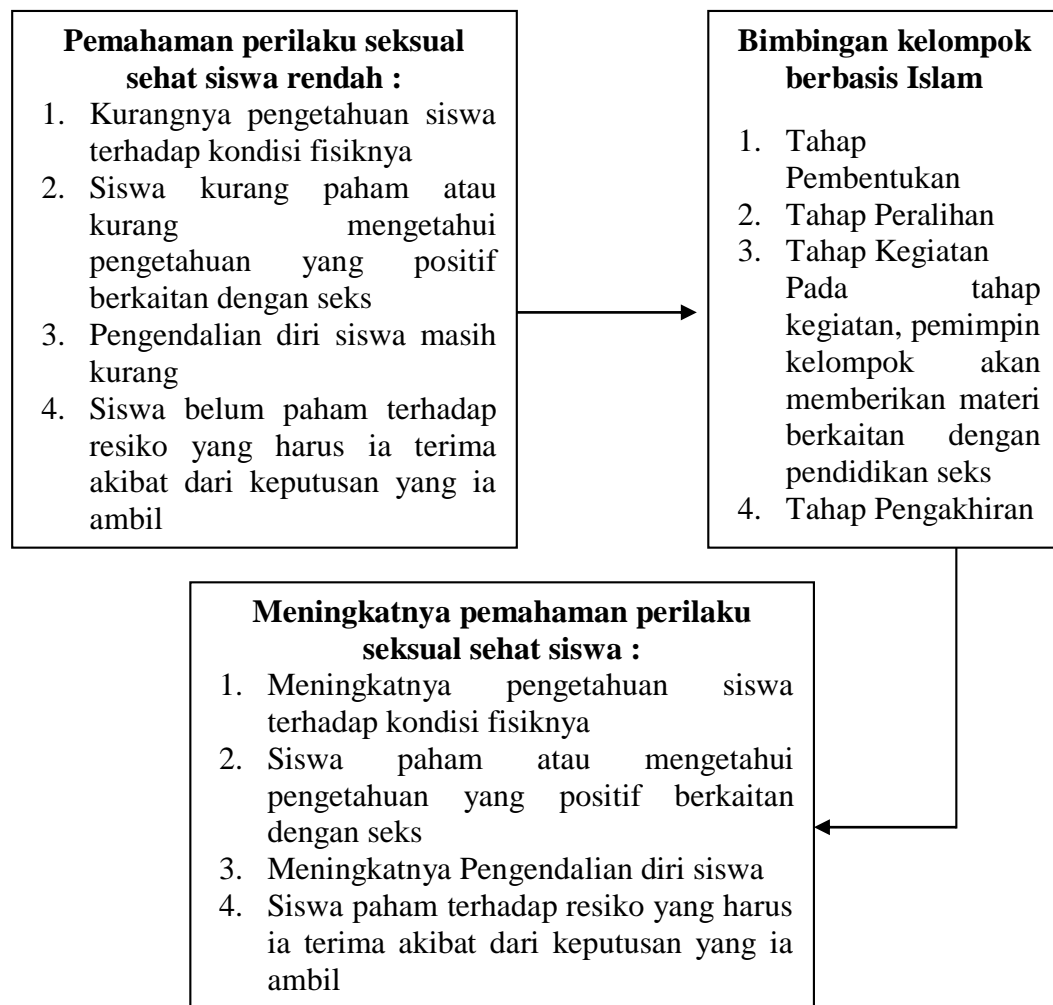 Pemahaman perilaku seksual
sehat siswa rendah :
1. Kurangnya pengetahuan siswa
terhadap kondisi fisiknya
2. Siswa kurang paham atau
kurang mengetahui
pengetahuan yang positif
berkaitan dengan seks
3. Pengendalian diri siswa masih
kurang
4. Siswa belum paham terhadap
resiko yang harus ia terima
akibat dari keputusan yang ia
ambil
Bimbingan kelompok
berbasis Islam
1. Tahap
Pembentukan
2. Tahap Peralihan
3. Tahap Kegiatan
Pada tahap
kegiatan, pemimpin
kelompok akan
memberikan materi
berkaitan dengan
pendidikan seks
4. Tahap Pengakhiran
Meningkatnya pemahaman perilaku
seksual sehat siswa :
1. Meningkatnya pengetahuan siswa
terhadap kondisi fisiknya
2. Siswa paham atau mengetahui
pengetahuan yang positif berkaitan
dengan seks
3. Meningkatnya Pengendalian diri siswa
4. Siswa paham terhadap resiko yang harus
ia terima akibat dari keputusan yang ia
ambil